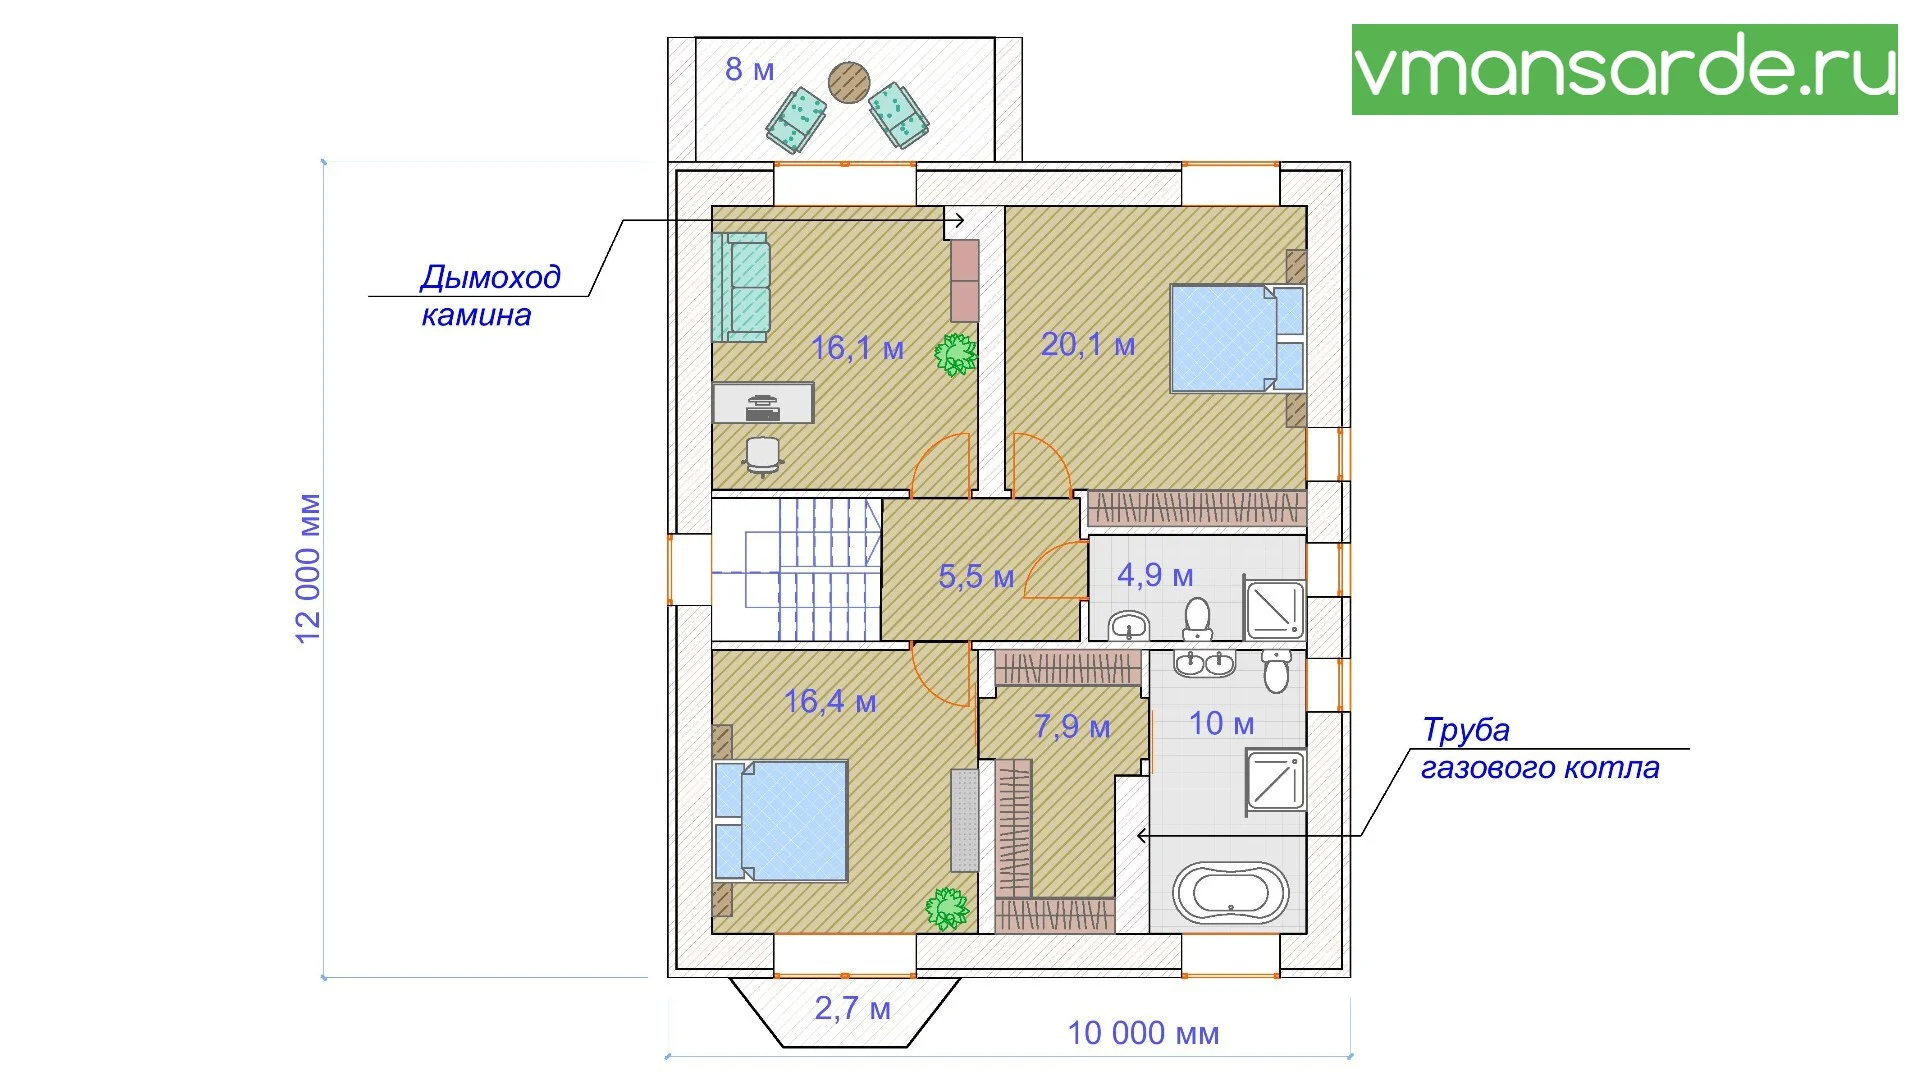 vmansarde.ru
8 м
Дымоход
камина
16,1 м
20,1 м
12 000 мм
5,5 м
4,9 м
16,4 м
7,9 м
10 м
Труба
газового котла
2,7 м
10 000 мм